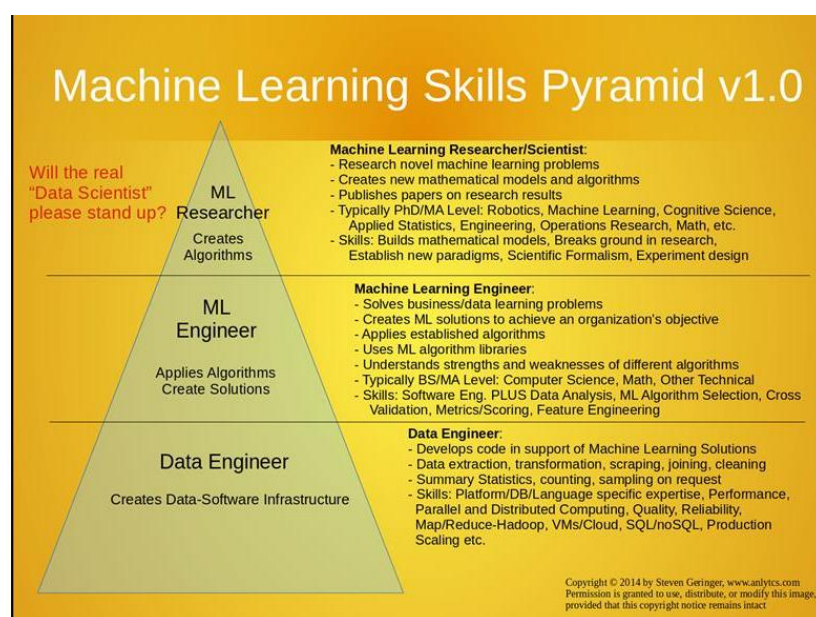 Machine Learning Skills Pyramid v1.0
Will the real
“Data Scientist”
please stand up?
ML
Researcher
Creates
Algorithms
Machine Learning Researcher/Scientist:
- Research novel machine learning problems
- Creates new mathematical models and algorithms
- Publishes papers on research results
- Typically PhD/MA Level: Robotics, Machine Learning, Cognitive Science,
Applied Statistics, Engineering, Operations Research, Math, etc.
- Skills: Builds mathematical models, Breaks ground in research,
Establish new paradigms, Scientific Formalism, Experiment design
ML
Engineer
Applies Algorithms
Create Solutions
Machine Learning Engineer:
- Solves business/data learning problems
- Creates ML solutions to achieve an organization's objective
- Applies established algorithms
- Uses ML algorithm libraries
- Understands strengths and weaknesses of different algorithms
- Typically BS/MA Level: Computer Science, Math, Other Technical
- Skills: Software Eng. PLUS Data Analysis, ML Algorithm Selection, Cross
Validation, Metrics/Scoring, Feature Engineering
Data Engineer
Creates Data-Software Infrastructure
Data Engineer:
- Develops code in support of Machine Learning Solutions
- Data extraction, transformation, scraping, joining, cleaning
- Summary Statistics, counting, sampling on request
- Skills: Platform/DB/Language specific expertise, Performance,
Parallel and Distributed Computing, Quality, Reliability,
Map/Reduce-Hadoop, VMs/Cloud, SQL/noSQL, Production
Scaling etc.
Copyright © 2014 by Steven Geringer, www.anlytcs.com
Permission is granted to use, distribute, or modify this image,
provided that this copyright notice remains intact